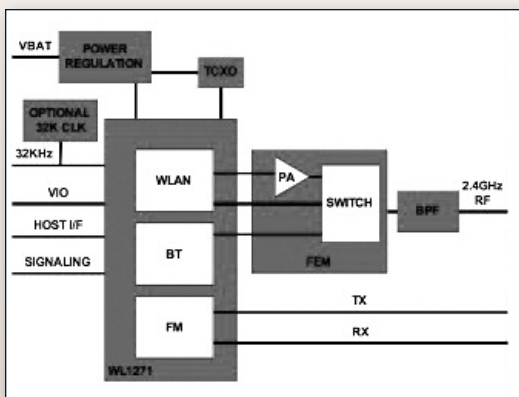 VBAT
POWER
REGULATION
TCXO
OPTIONAL
32K CLK
32KHz
VIO
HOST I/F
SIGNALING
WLAN
BT
FM
WL1271
PA
SWITCH
FEM
BPF
2.4GHz
RF
TX
RX